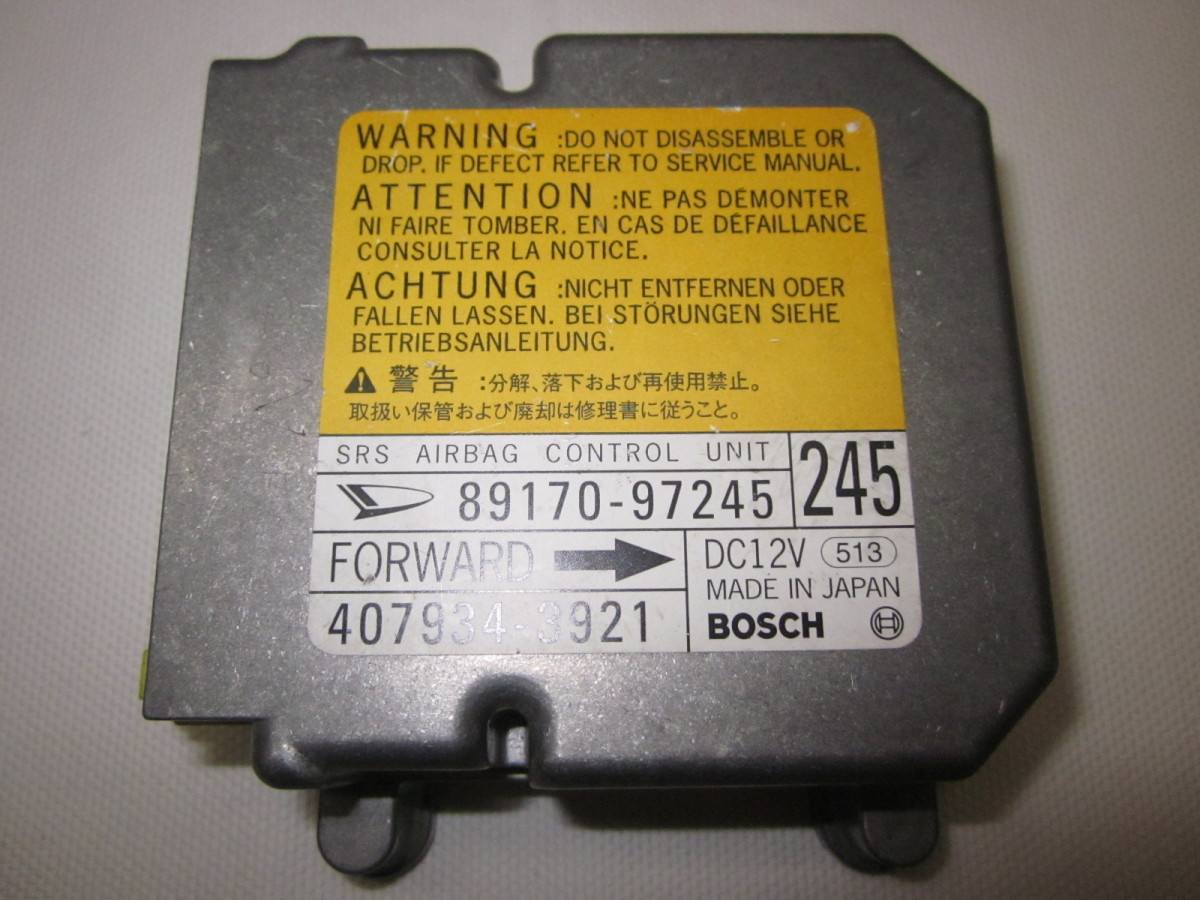 WARNING :DO NOT DISASSEMBLE OR
DROP. IF DEFECT REFER TO SERVICE MANUAL.
ATTENTION :NE PAS DÉMONTER
NI FAIRE TOMBER. EN CAS DE DÉFAILLANCE
CONSULTER LA NOTICE.
ACHTUNG :NICHT ENTFERNEN ODER
FALLEN LASSEN. BEI STÖRUNGEN SIEHE
BETRIEBSANLEITUNG.
警告 :分解、落下および再使用禁止。
取扱い保管および廃却は修理書に従うこと。
SRS AIRBAG CONTROL UNIT
245
89170-97245
FORWARD
DC12V 513
MADE IN JAPAN
407934-3921
BOSCH